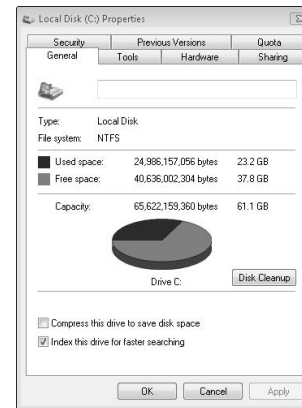 Local Disk (C:) Properties
Security Previous Versions Quota
General Tools Hardware Sharing
Type: Local Disk
File system: NTFS
Used space: 24,986,157,056 bytes 23.2 GB
Free space: 40,636,002,304 bytes 37.8 GB
Capacity: 65,622,159,360 bytes 61.1 GB
Drive C: Disk Cleanup
Compress this drive to save disk space
Index this drive for faster searching
OK Cancel Apply